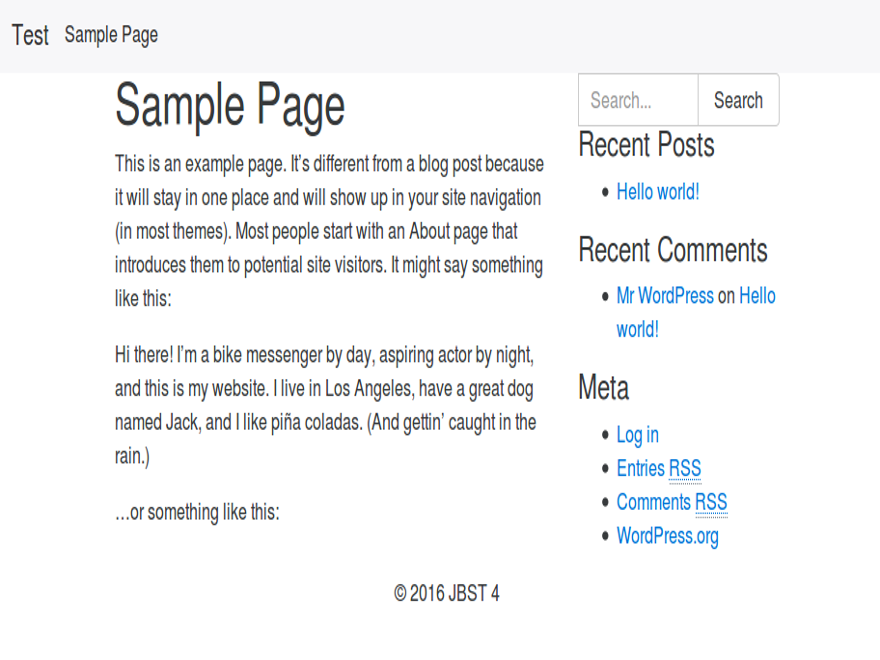 Test Sample Page
Sample Page
This is an example page. It’s different from a blog post because
it will stay in one place and will show up in your site navigation
(in most themes). Most people start with an About page that
introduces them to potential site visitors. It might say something
like this:
Hi there! I’m a bike messenger by day, aspiring actor by night,
and this is my website. I live in Los Angeles, have a great dog
named Jack, and I like piña coladas. (And gettin’ caught in the
rain.)
…or something like this:
Search... Search
Recent Posts
Hello world!
Recent Comments
Mr WordPress on Hello
world!
Meta
Log in
Entries RSS
Comments RSS
WordPress.org
© 2016 JBST 4